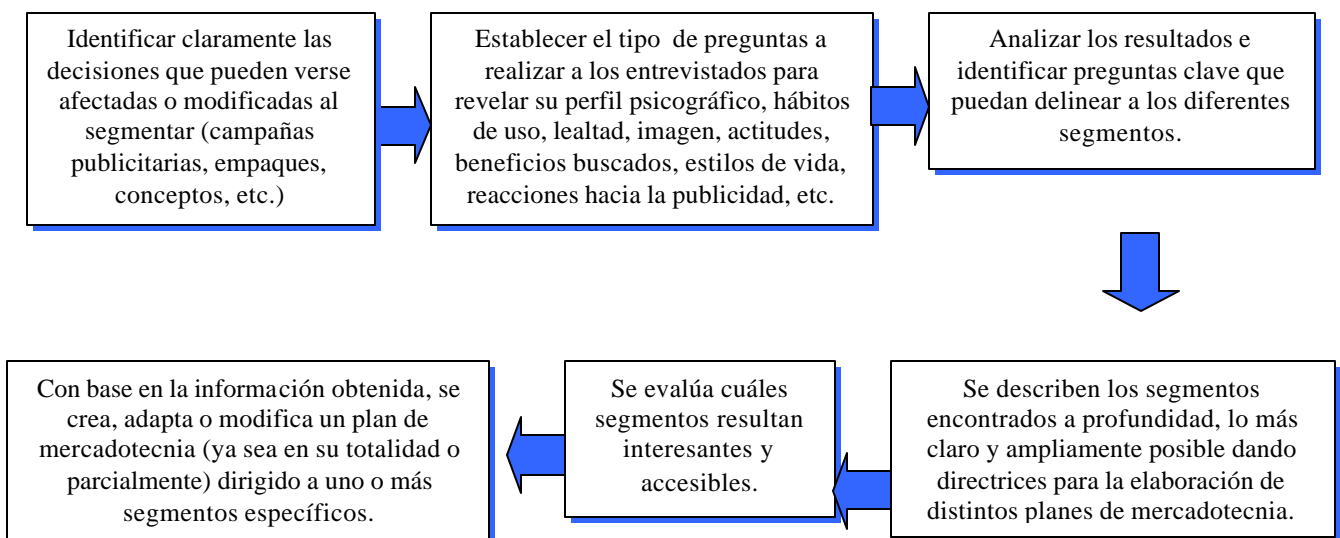 Identificar claramente las
decisiones que pueden verse
afectadas o modificadas al
segmentar (campañas
publicitarias, empaques,
conceptos, etc.)
Establecer el tipo de preguntas a
realizar a los entrevistados para
revelar su perfil psicográfico, hábitos
de uso, lealtad, imagen, actitudes,
beneficios buscados, estilos de vida,
reacciones hacia la publicidad, etc.
Analizar los resultados e
identificar preguntas clave que
puedan delinear a los diferentes
segmentos.
Se describen los segmentos
encontrados a profundidad, lo más
claro y ampliamente posible dando
directrices para la elaboración de
distintos planes de mercadotecnia.
Se evalúa cuáles
segmentos resultan
interesantes y
accesibles.
Con base en la información obtenida, se
crea, adapta o modifica un plan de
mercadotecnia (ya sea en su totalidad o
parcialmente) dirigido a uno o más
segmentos específicos.